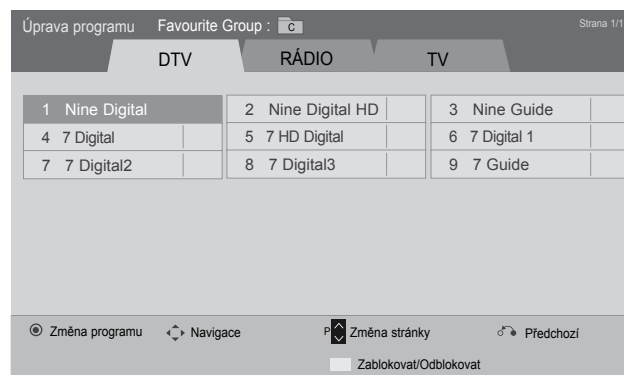 Úprava programu Favourite Group : C Strana 1/1
DTV RÁDIO TV
1 Nine Digital 2 Nine Digital HD 3 Nine Guide
4 7 Digital 5 7 HD Digital 6 7 Digital 1
7 7 Digital2 8 7 Digital3 9 7 Guide
Změna programu Navigace P Změna stránky Předchozí
Zablokovat/Odblokovat